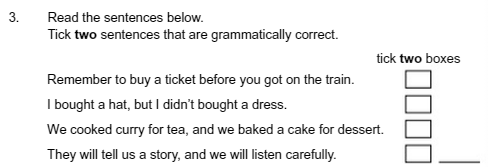 3. Read the sentences below.
Tick two sentences that are grammatically correct.
tick two boxes
Remember to buy a ticket before you got on the train.
I bought a hat, but I didn't bought a dress.
We cooked curry for tea, and we baked a cake for dessert.
They will tell us a story, and we will listen carefully.